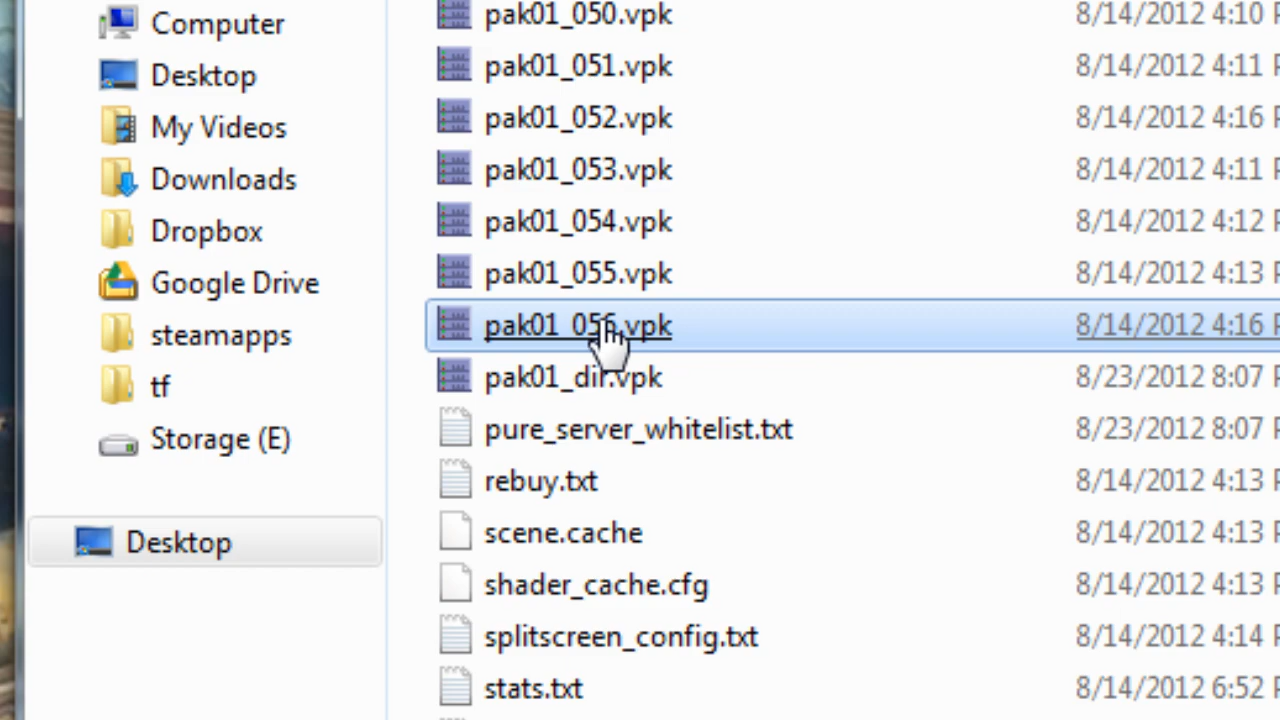 Computer
Desktop
My Videos
Downloads
Dropbox
Google Drive
steamapps
tf
Storage (E)
Desktop
pak01_050.vpk 8/14/2012 4:10 P
pak01_051.vpk 8/14/2012 4:11 P
pak01_052.vpk 8/14/2012 4:16 P
pak01_053.vpk 8/14/2012 4:11 P
pak01_054.vpk 8/14/2012 4:12 P
pak01_055.vpk 8/14/2012 4:13 P
pak01_056.vpk 8/14/2012 4:16 P
pak01_dir.vpk 8/23/2012 8:07 P
pure_server_whitelist.txt 8/23/2012 8:07 P
rebuy.txt 8/14/2012 4:13 P
scene.cache 8/14/2012 4:13 P
shader_cache.cfg 8/14/2012 4:13 P
splitscreen_config.txt 8/14/2012 4:14 P
stats.txt 8/14/2012 6:52 P